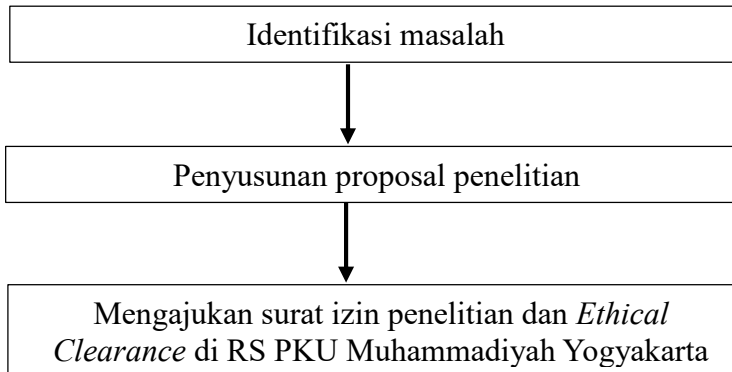 Identifikasi masalah
Penyusunan proposal penelitian
Mengajukan surat izin penelitian dan Ethical
Clearance di RS PKU Muhammadiyah Yogyakarta